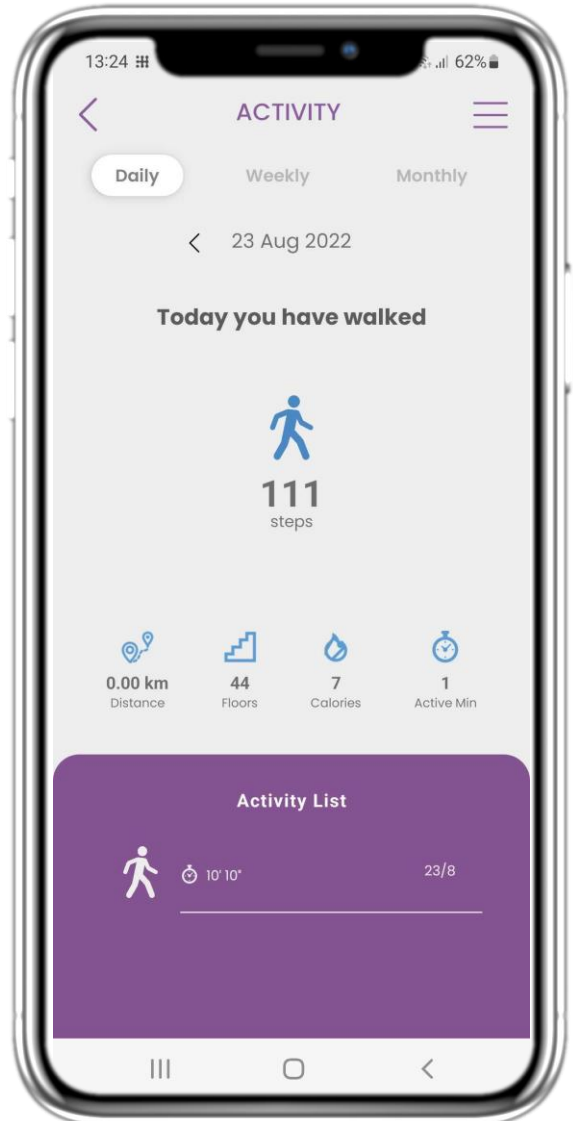 13:24 62%
ACTIVITY
Daily Weekly Monthly
23 Aug 2022
Today you have walked
111
steps
0.00 km 44 7 1
Distance Floors Calories Active Min
Activity List
10' 10" 23/8